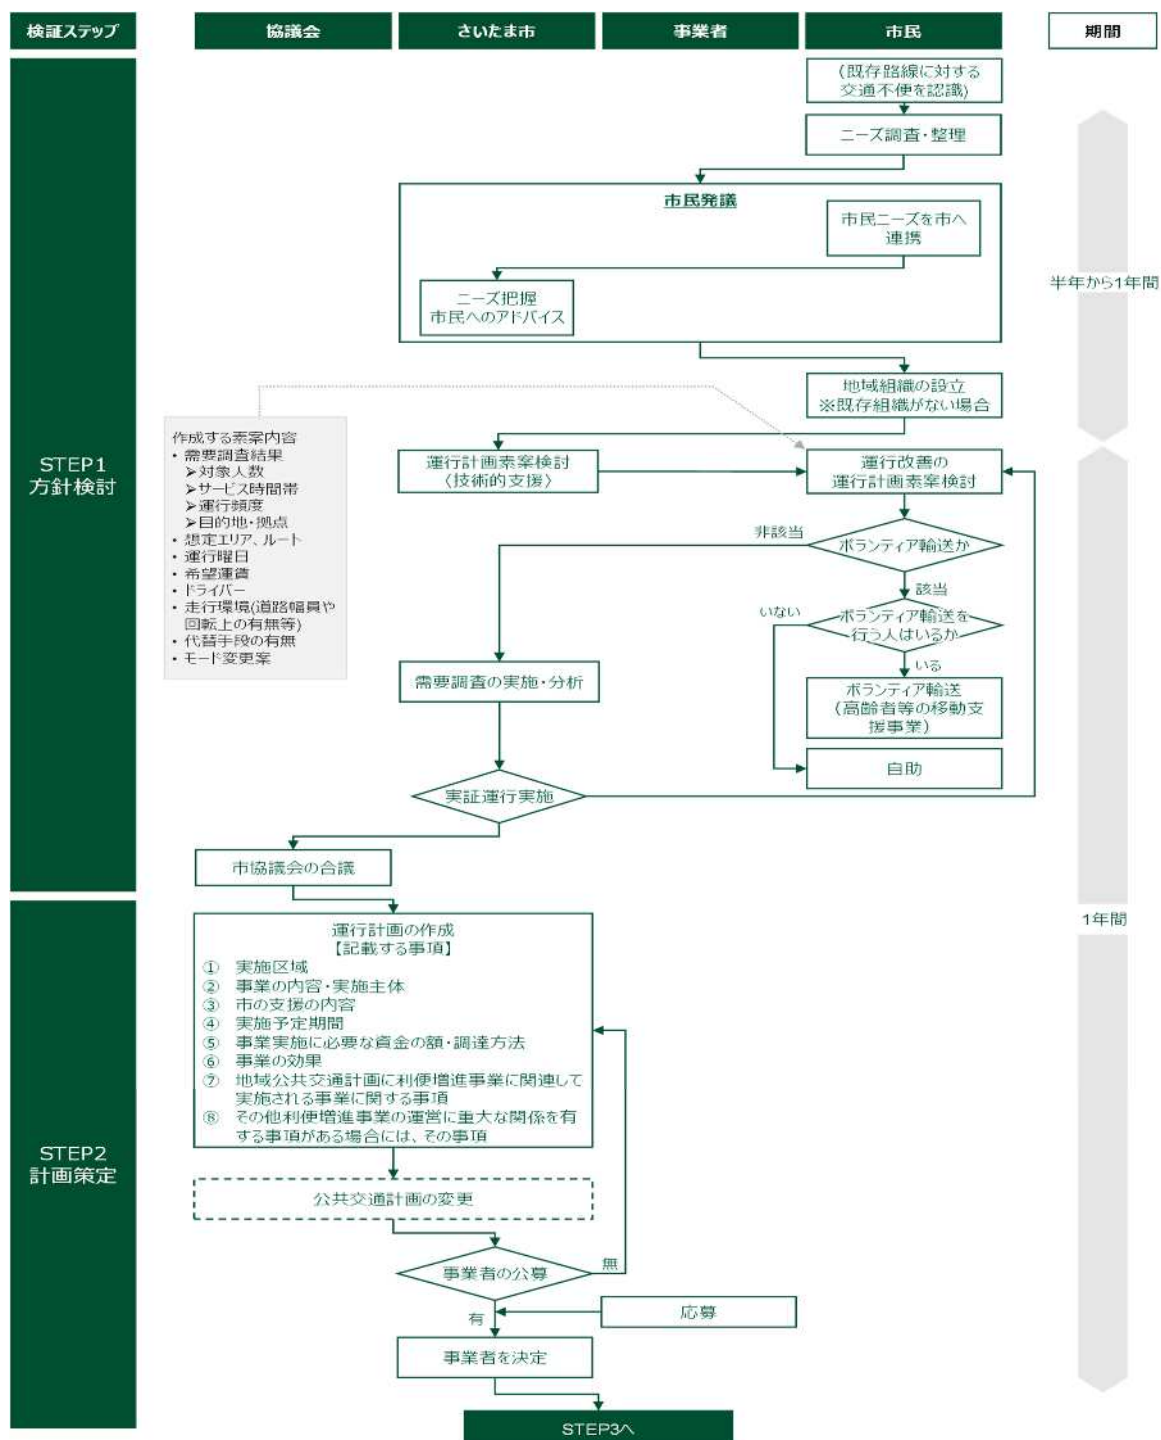 検証ステップ
協議会
さいたま市
事業者
市民
期間
STEP1
方針検討
(既存路線に対する
交通不便を認識)
ニーズ調査・整理
市民発議
市民ニーズを市へ
連携
ニーズ把握
市民へのアドバイス
半年から1年間
地域組織の設立
※既存組織がない場合
作成する素案内容
・ 需要調査結果
➢対象人数
➢サービス時間帯
➢運行頻度
➢目的地・拠点
・ 想定エリア、ルート
・ 運行曜日
・ 希望運賃
・ ドライバー
・ 走行環境(道路幅員や
回転上の有無等)
・ 代替手段の有無
・ モード変更案
運行計画素案検討
〈技術的支援〉
運行改善の
運行計画素案検討
非該当
ボランティア輸送か
該当
いない
ボランティア輸送を
行う人はいるか
いる
需要調査の実施・分析
ボランティア輸送
(高齢者等の移動支
援事業)
自助
実証運行実施
市協議会の合議
STEP2
計画策定
1年間
運行計画の作成
【記載する事項】
① 実施区域
② 事業の内容・実施主体
③ 市の支援の内容
④ 実施予定期間
⑤ 事業実施に必要な資金の額・調達方法
⑥ 事業の効果
⑦ 地域公共交通計画に利便増進事業に関連して
実施される事業に関する事項
⑧ その他利便増進事業の運営に重大な関係を有
する事項がある場合には、その事項
公共交通計画の変更
事業者の公募
無
有
応募
事業者を決定
STEP3へ